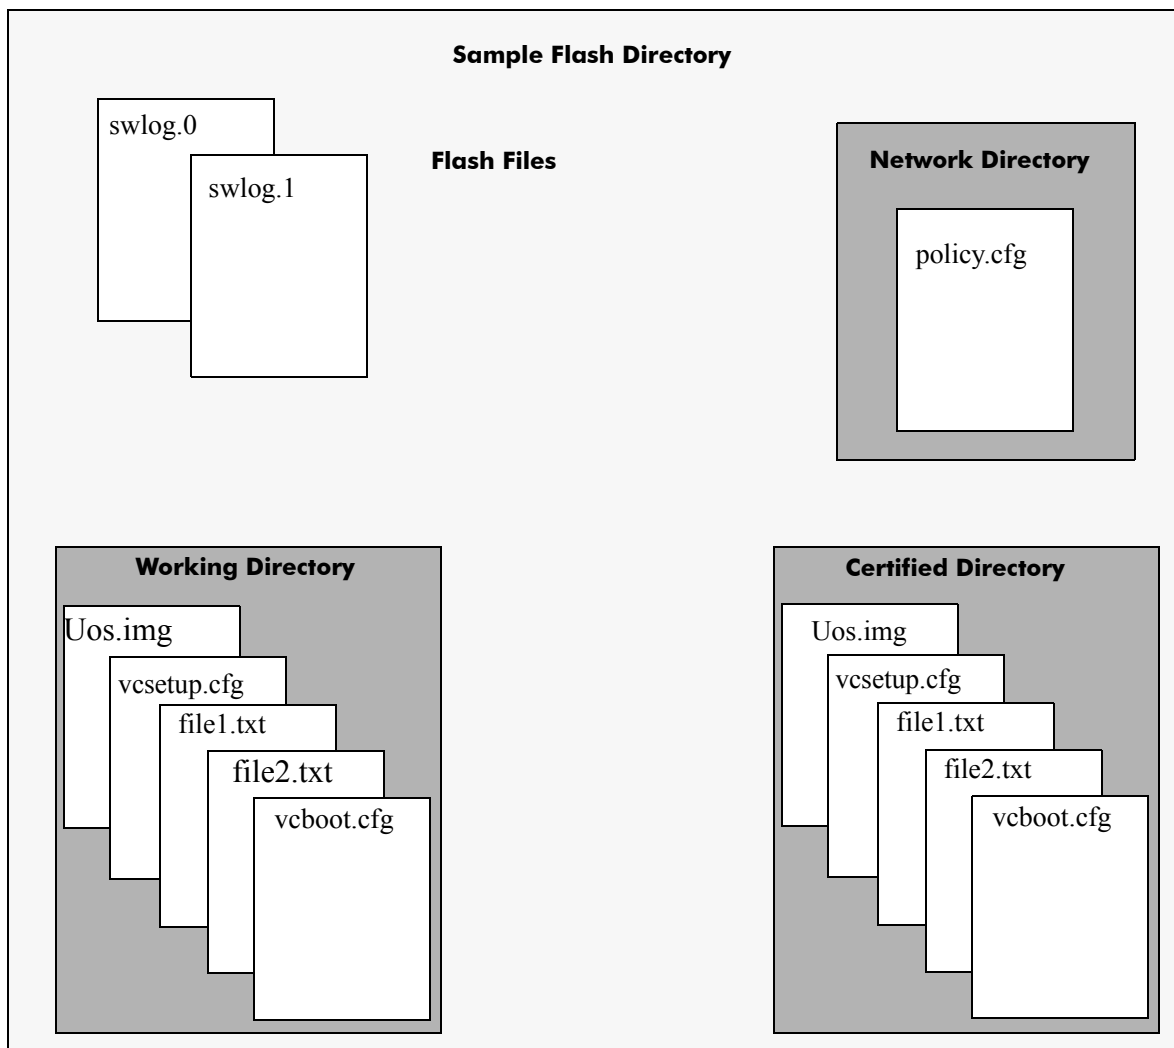 Sample Flash Directory
swlog.0
swlog.1
Flash Files
Network Directory
policy.cfg
Working Directory
Uos.img
vcsetup.cfg
file1.txt
file2.txt
vcboot.cfg
Certified Directory
Uos.img
vcsetup.cfg
file1.txt
file2.txt
vcboot.cfg